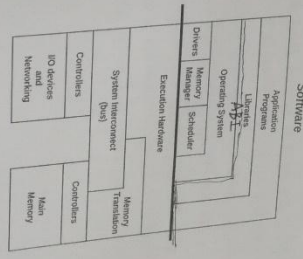 Software
Application
Programs
Libraries
ABI
Operating System
Drivers
Memory
Manager
Scheduler
Execution Hardware
System Interconnect
(bus)
Memory
Translation
Controllers
Controllers
I/O devices
and
Networking
Main
Memory